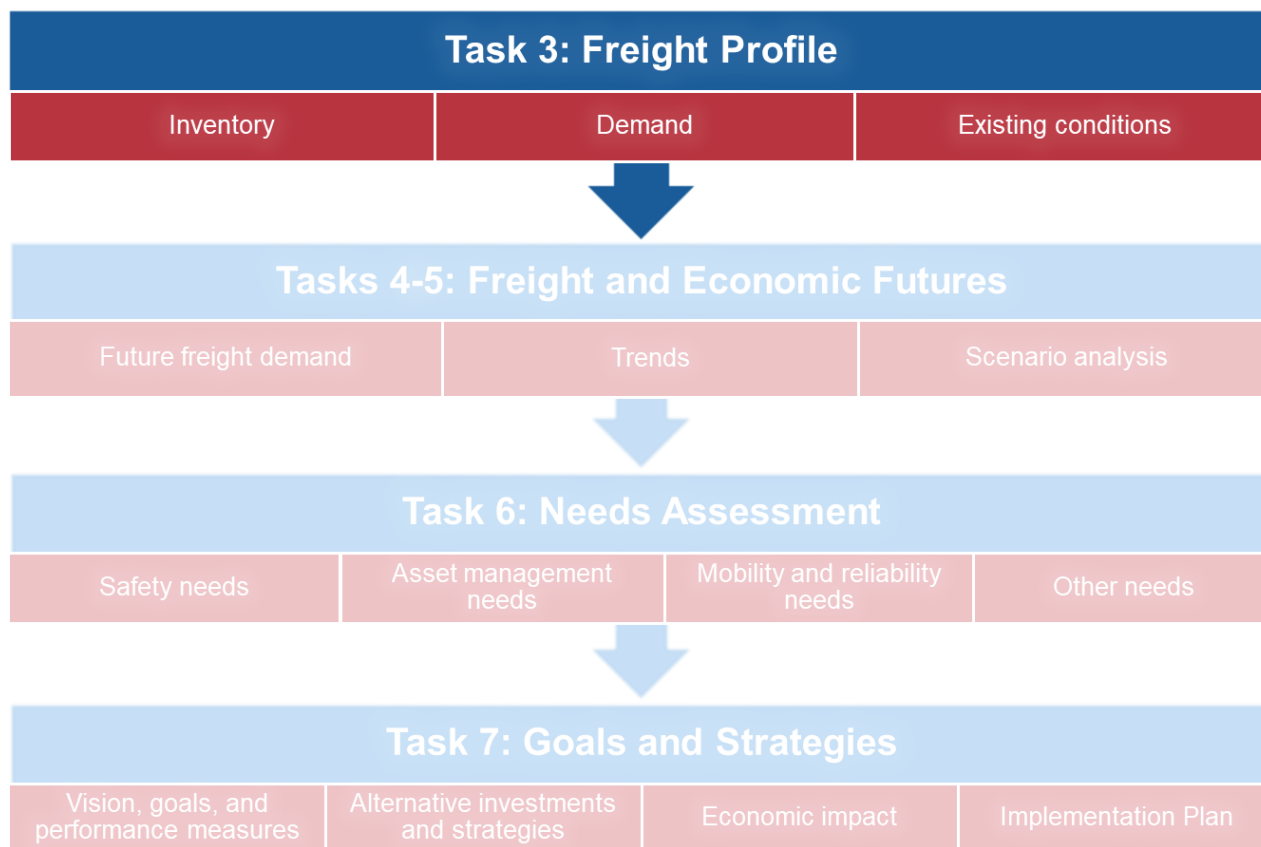 Task 3: Freight Profile
Inventory
Demand
Existing conditions
Tasks 4-5: Freight and Economic Futures
Future freight demand
Trends
Scenario analysis
Task 6: Needs Assessment
Safety needs
Asset management
needs
Mobility and reliability
needs
Other needs
Task 7: Goals and Strategies
Vision, goals, and
performance measures
Alternative investments
and strategies
Economic impact
Implementation Plan